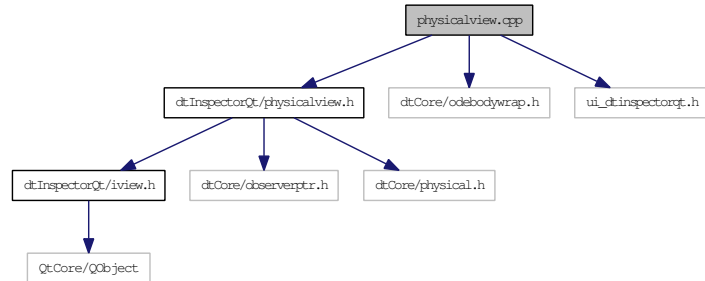 physicalview.cpp
dtInspectorQt/physicalview.h
dtCore/odebodywrap.h
ui_dtinspectorqt.h
dtInspectorQt/iview.h
dtCore/observerptr.h
dtCore/physical.h
QtCore/QObject